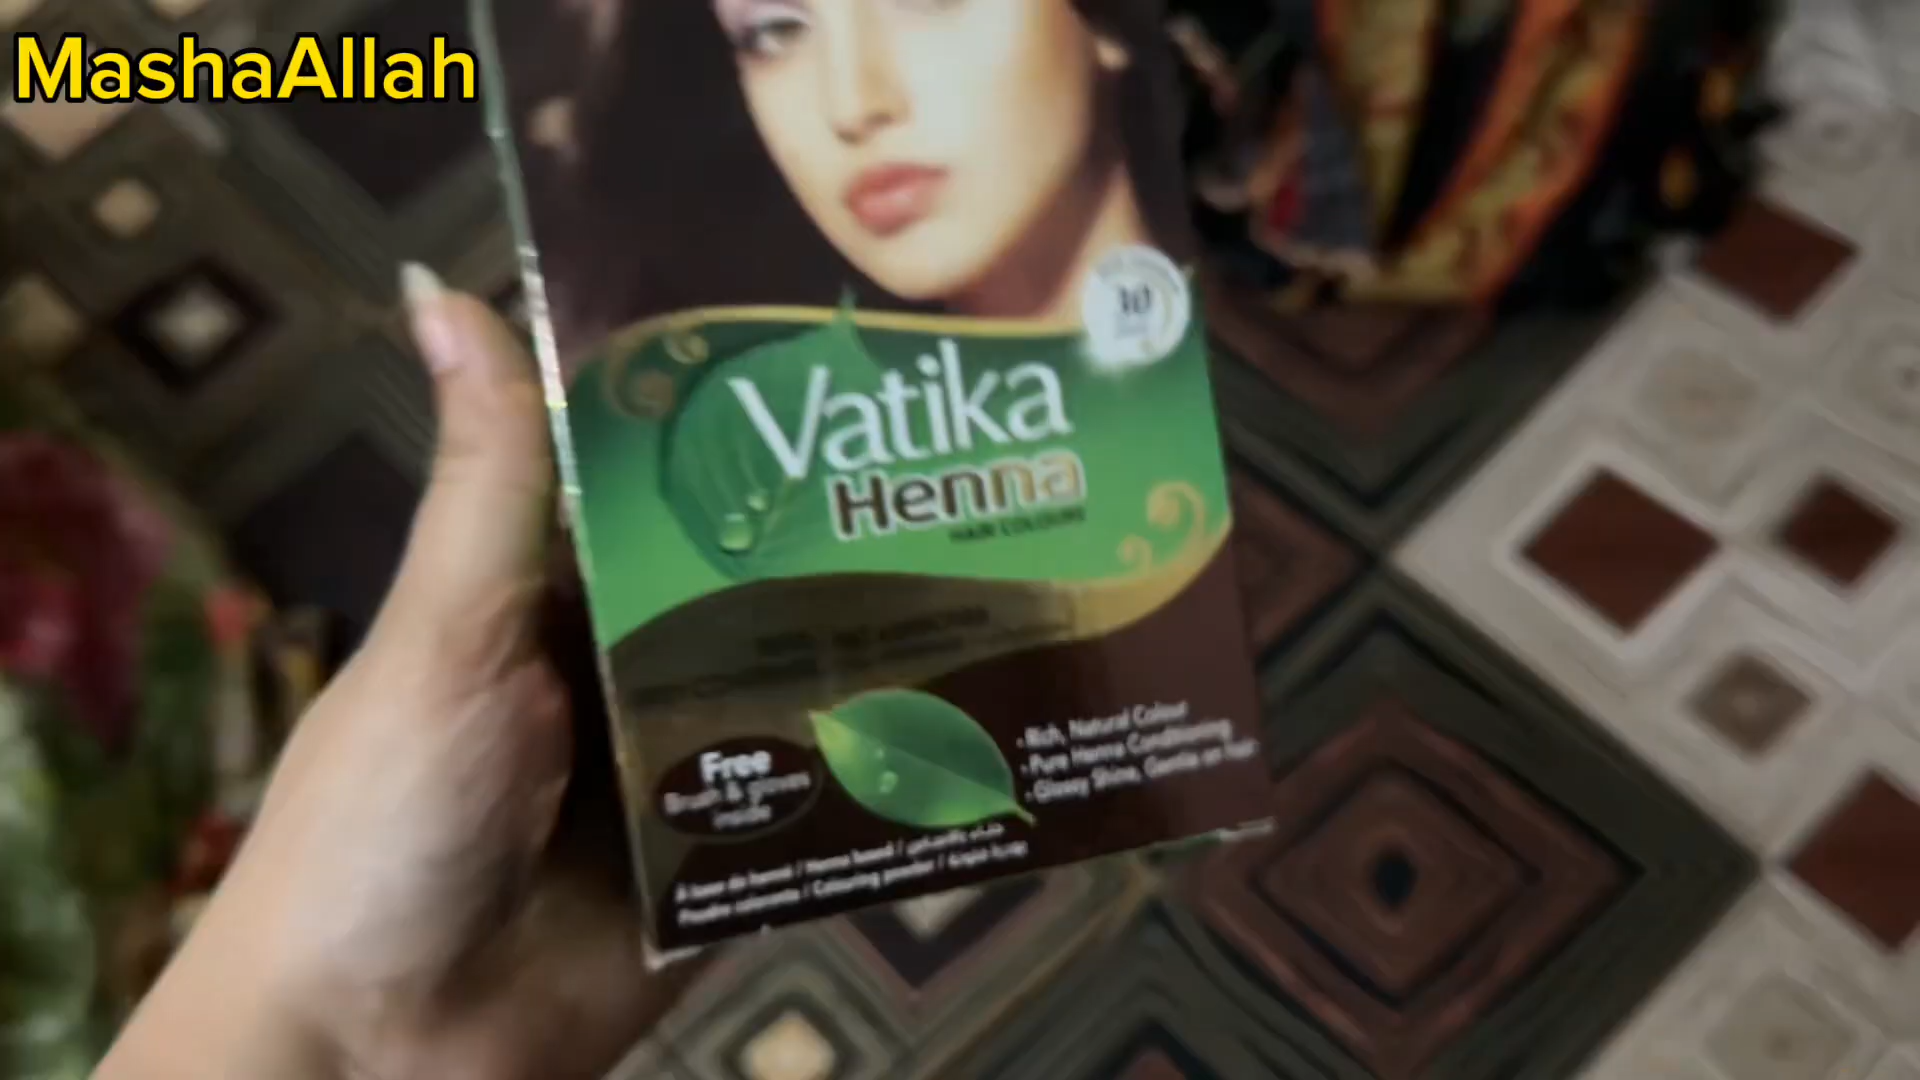 MashaAllah
30
Vatika
Henna
HAIR COLOURS
Free
Brush & gloves
inside
- Rich, Natural Colour
- Pure Henna Conditioning
- Glossy Shine, Gentle on hair
A base de henné / Henna based /
Poudre colorante / Colouring powder /